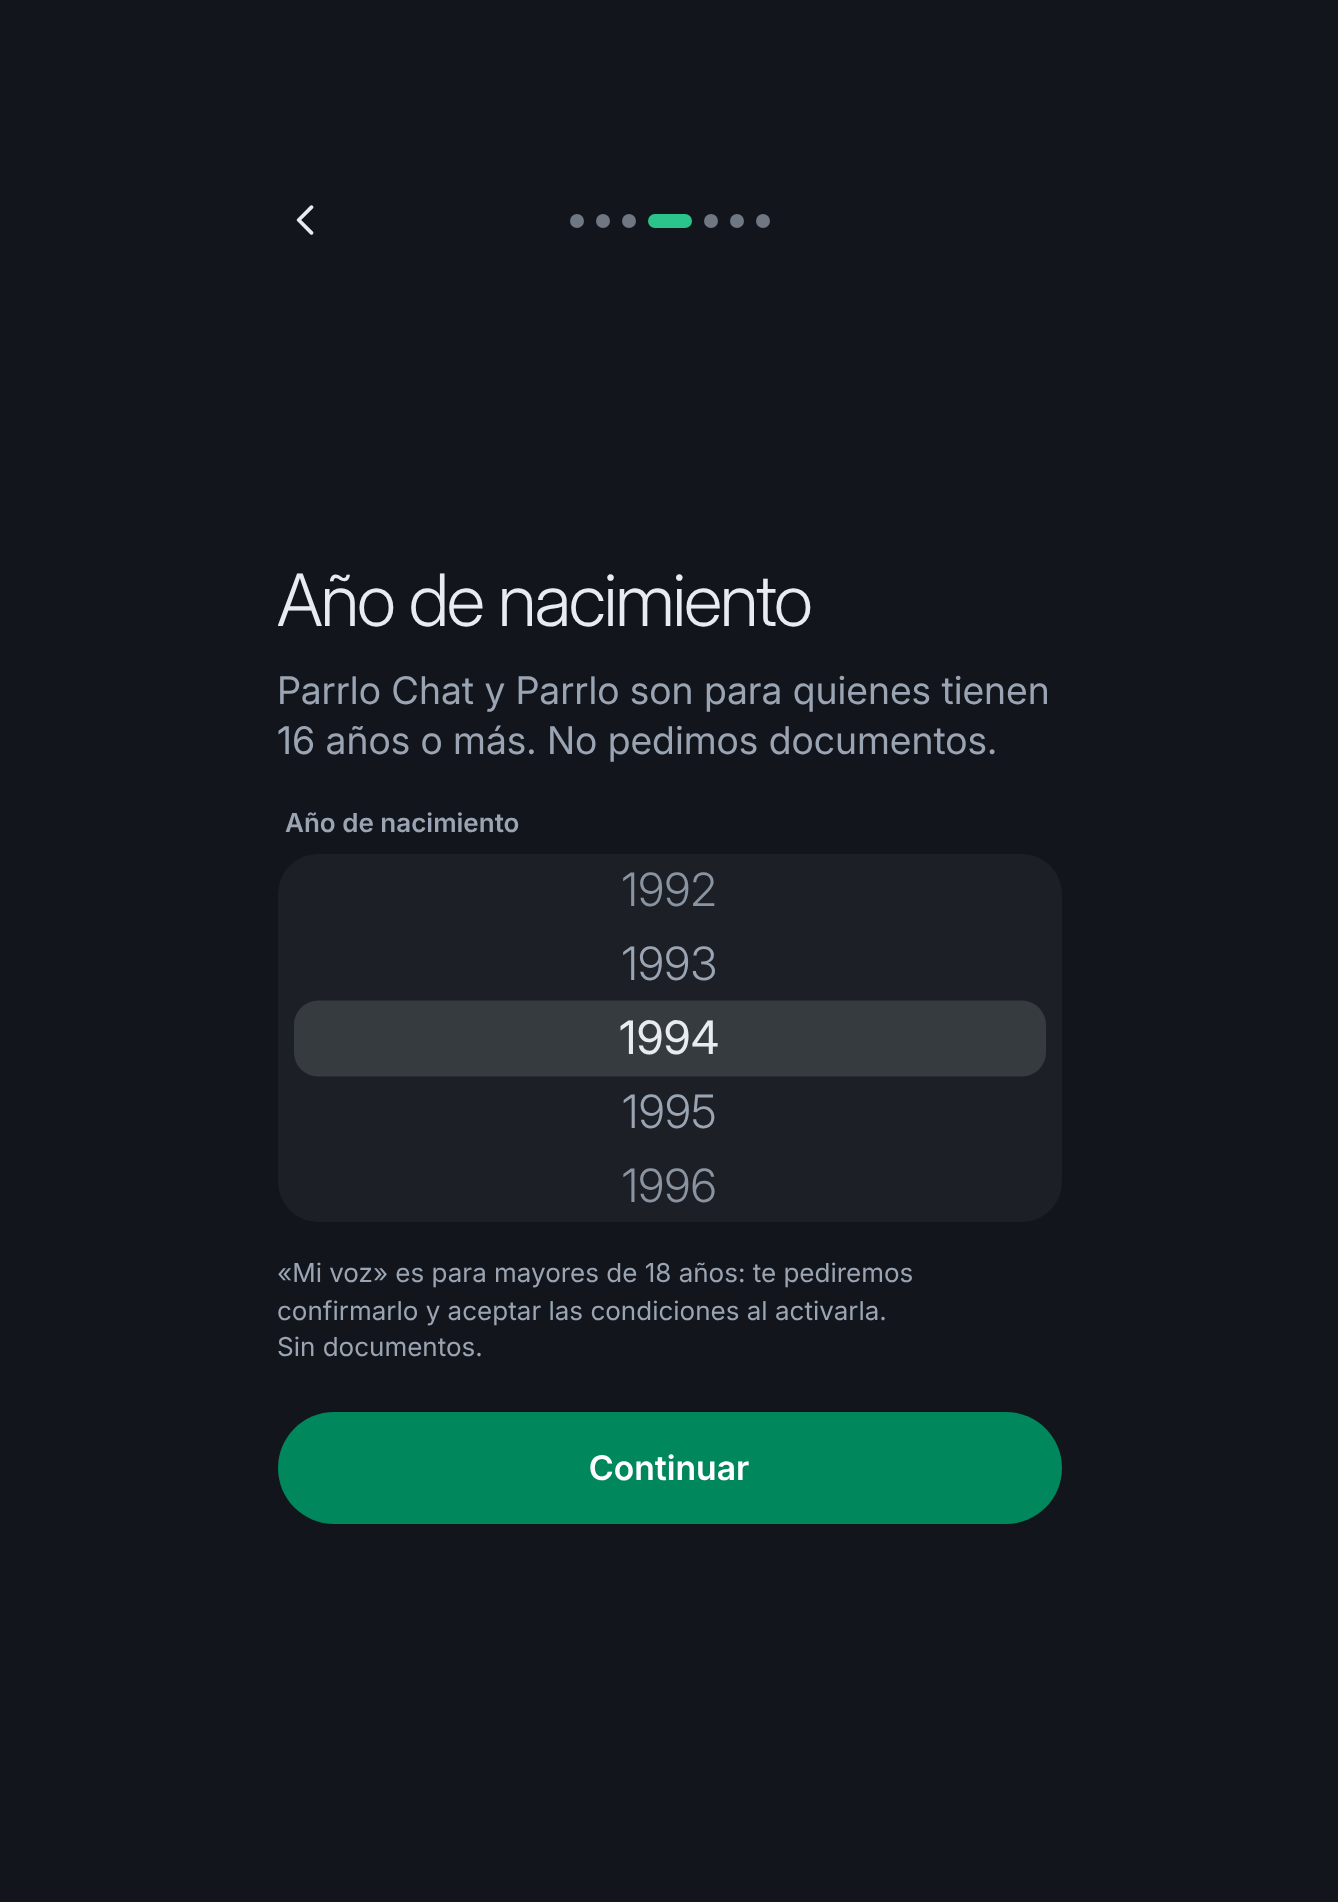 Año de nacimiento
Parrlo Chat y Parrlo son para quienes tienen
16 años o más. No pedimos documentos.
Año de nacimiento
1992
1993
1994
1995
1996
«Mi voz» es para mayores de 18 años: te pediremos
confirmarlo y aceptar las condiciones al activarla.
Sin documentos.
Continuar